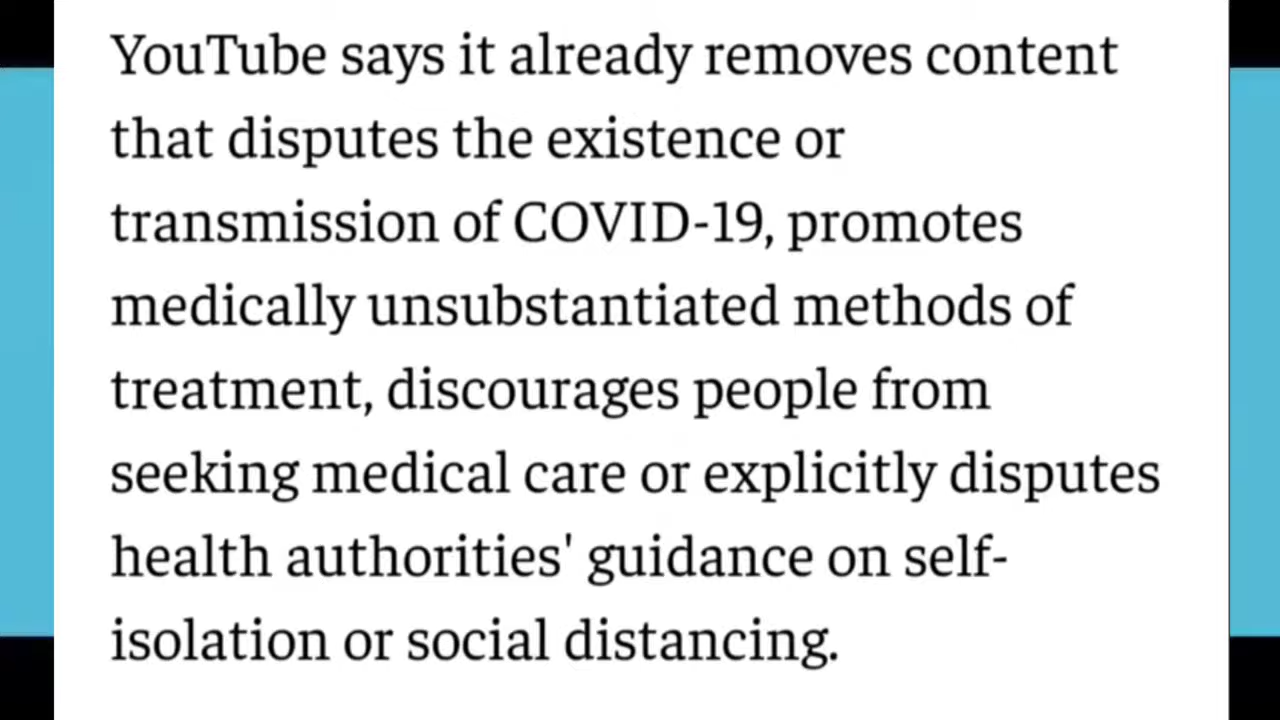 YouTube says it already removes content
that disputes the existence or
transmission of COVID-19, promotes
medically unsubstantiated methods of
treatment, discourages people from
seeking medical care or explicitly disputes
health authorities' guidance on self-
isolation or social distancing.